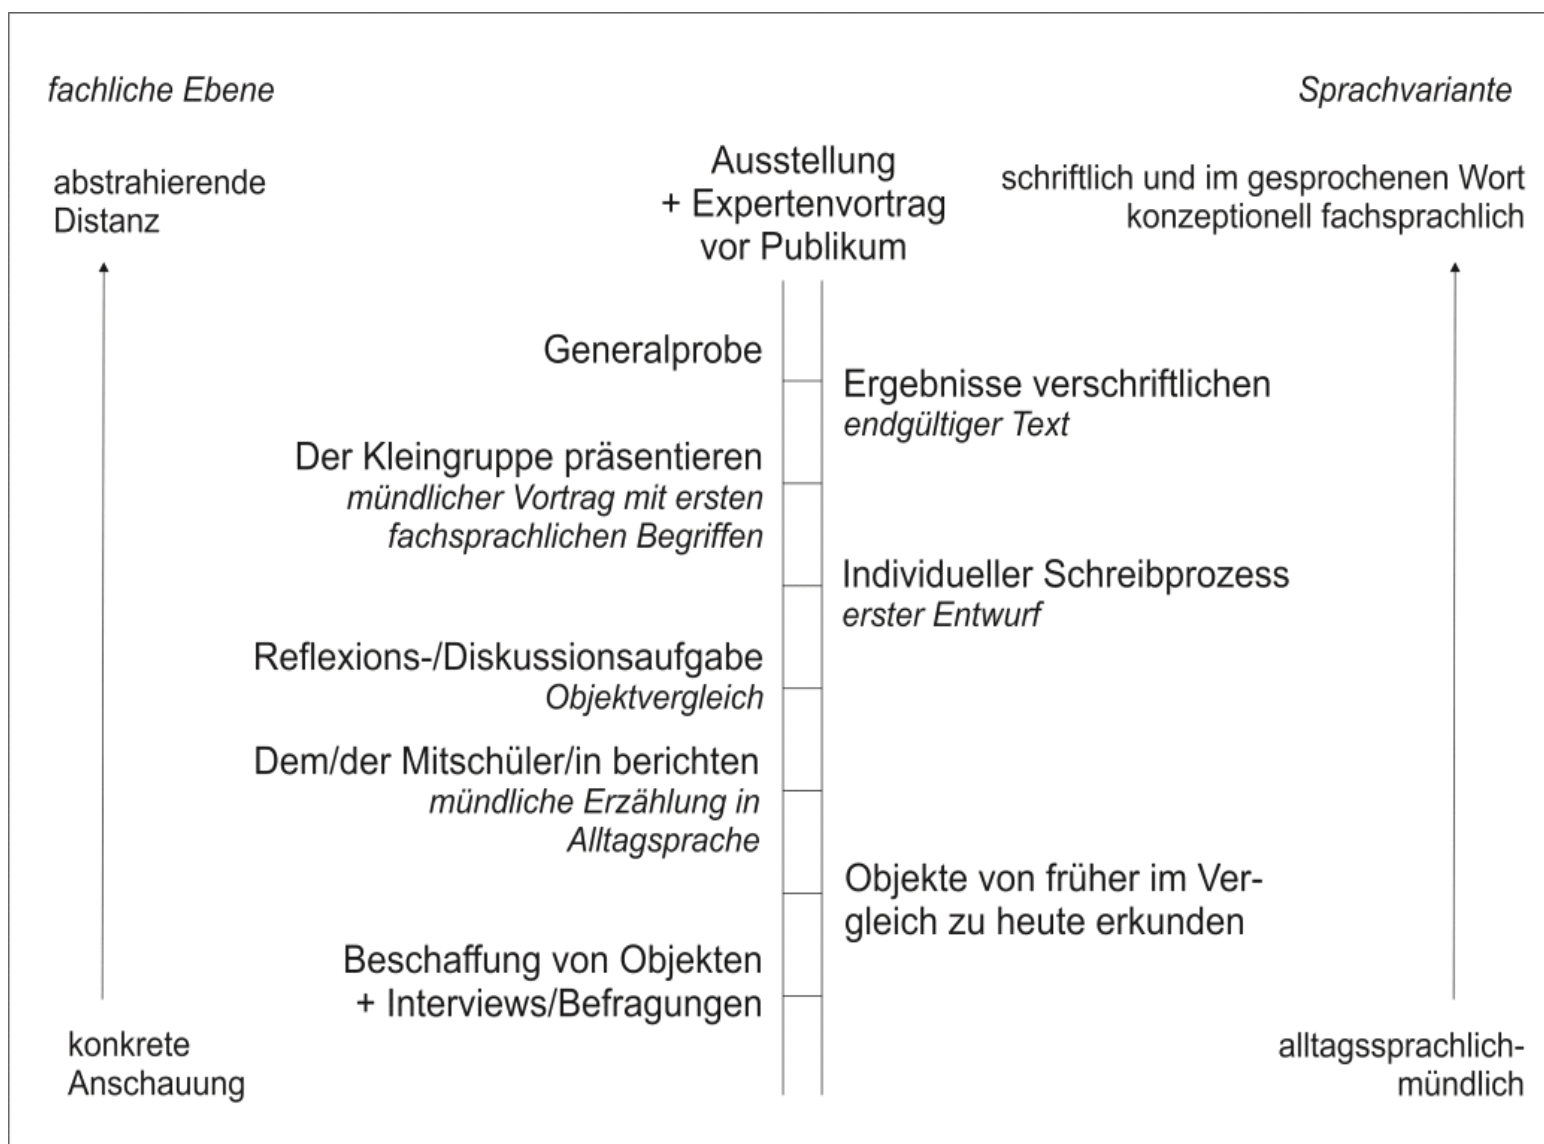 fachliche Ebene
Sprachvariante
abstrahierende
Distanz
Ausstellung
+ Expertenvortrag
vor Publikum
schriftlich und im gesprochenen Wort
konzeptionell fachsprachlich
Generalprobe
Ergebnisse verschriftlichen
endgültiger Text
Der Kleingruppe präsentieren
mündlicher Vortrag mit ersten
fachsprachlichen Begriffen
Individueller Schreibprozess
erster Entwurf
Reflexions-/Diskussionsaufgabe
Objektvergleich
Dem/der Mitschüler/in berichten
mündliche Erzählung in
Alltagsprache
Objekte von früher im Ver-
gleich zu heute erkunden
Beschaffung von Objekten
+ Interviews/Befragungen
konkrete
Anschauung
alltagssprachlich-
mündlich